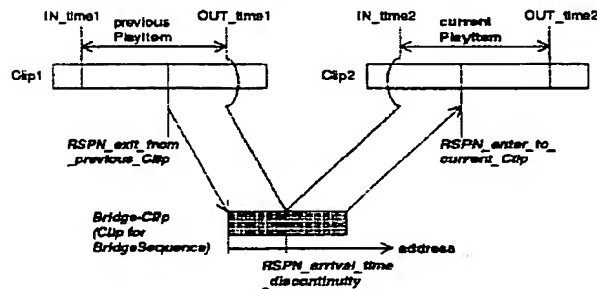 IN_time1
previous
PlayItem
OUT_time1
IN_time2
current
PlayItem
OUT_time2
Clip1
Clip2
RSPN_exit_from
_previous_Clip
RSPN_enter_to_
current_Clip
Bridge-Clip
(Clip for
BridgeSequence)
address
RSPN_arrival_time
_discontinuity